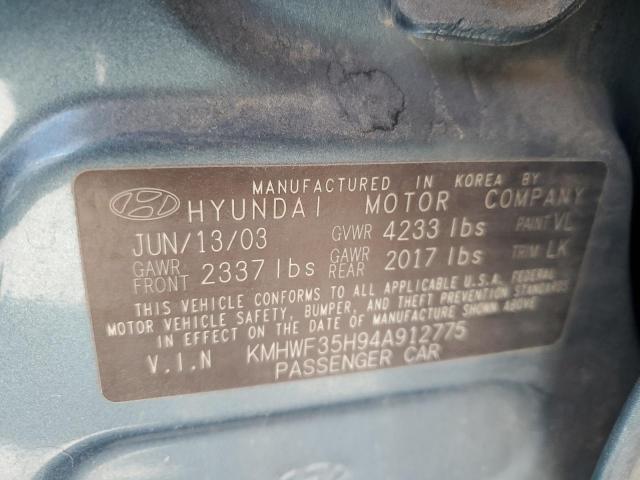 MANUFACTURED IN KOREA BY
HYUNDAI MOTOR COMPANY
JUN/13/03 GVWR 4233 lbs PAINT VL
GAWR FRONT 2337 lbs GAWR REAR 2017 lbs TRIM LK
THIS VEHICLE CONFORMS TO ALL APPLICABLE U.S.A. FEDERAL
MOTOR VEHICLE SAFETY, BUMPER, AND THEFT PREVENTION STANDARDS
IN EFFECT ON THE DATE OF MANUFACTURE SHOWN ABOVE
V.I.N KMHWF35H94A912775
PASSENGER CAR